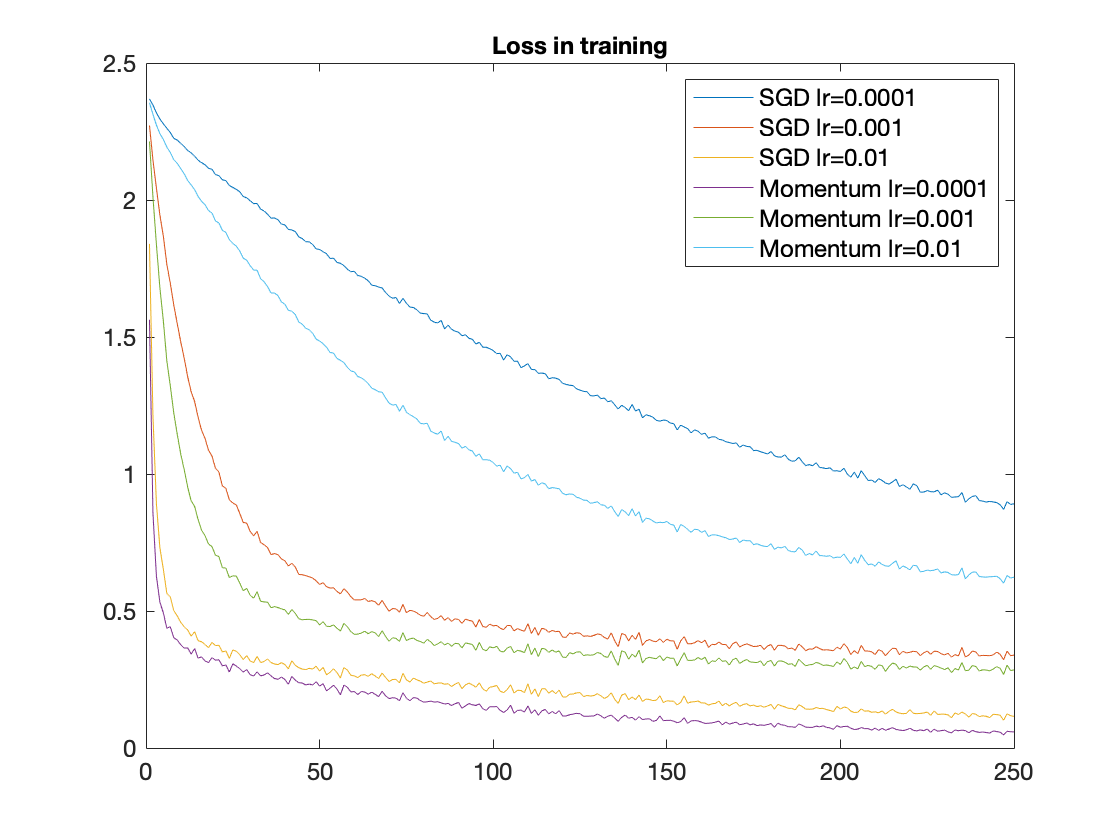 Loss in training
2.5
2
1.5
1
0.5
0
0
50
100
150
200
250
SGD lr=0.0001
SGD lr=0.001
SGD lr=0.01
Momentum lr=0.0001
Momentum lr=0.001
Momentum lr=0.01